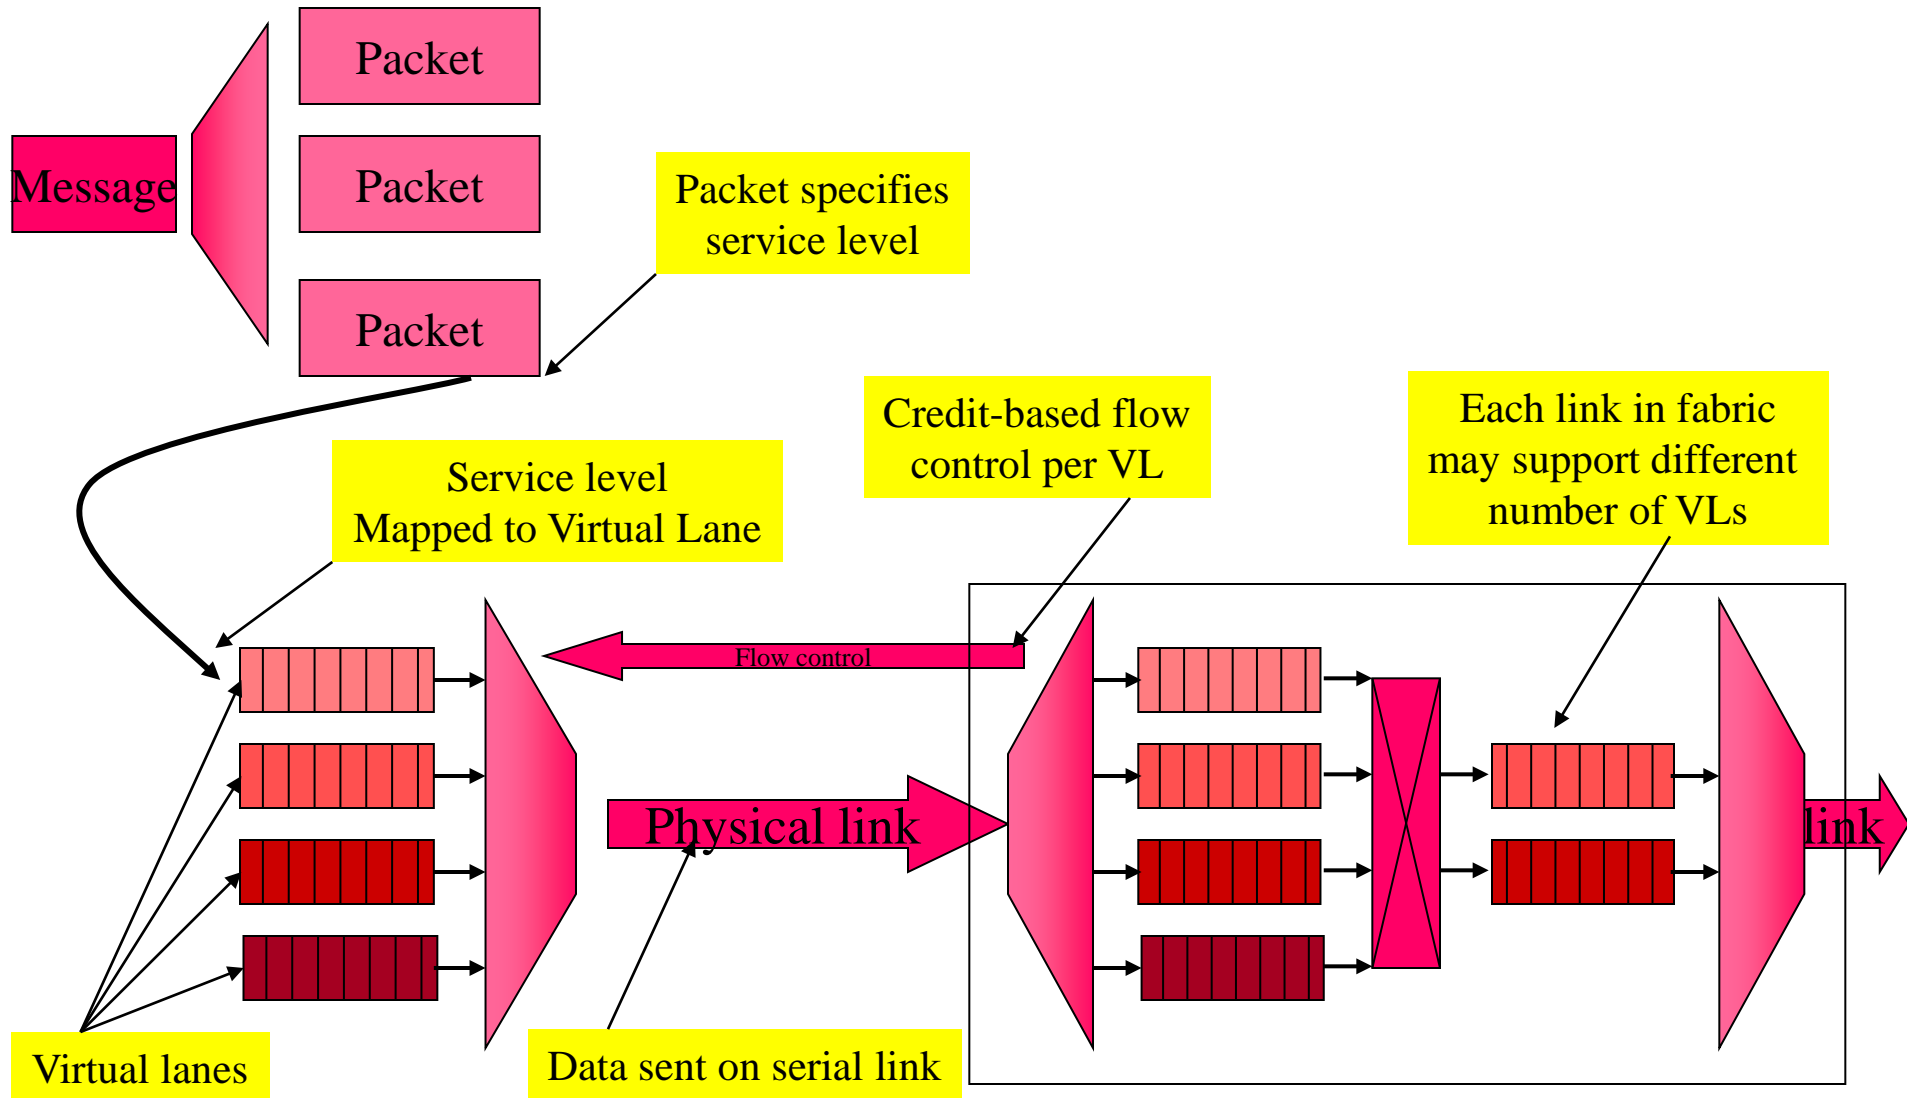 Packet
Message
Packet
Packet specifies
service level
Packet
Credit-based flow
control per VL
Each link in fabric
may support different
number of VLs
Service level
Mapped to Virtual Lane
Flow control
Physical link
link
Virtual lanes
Data sent on serial link